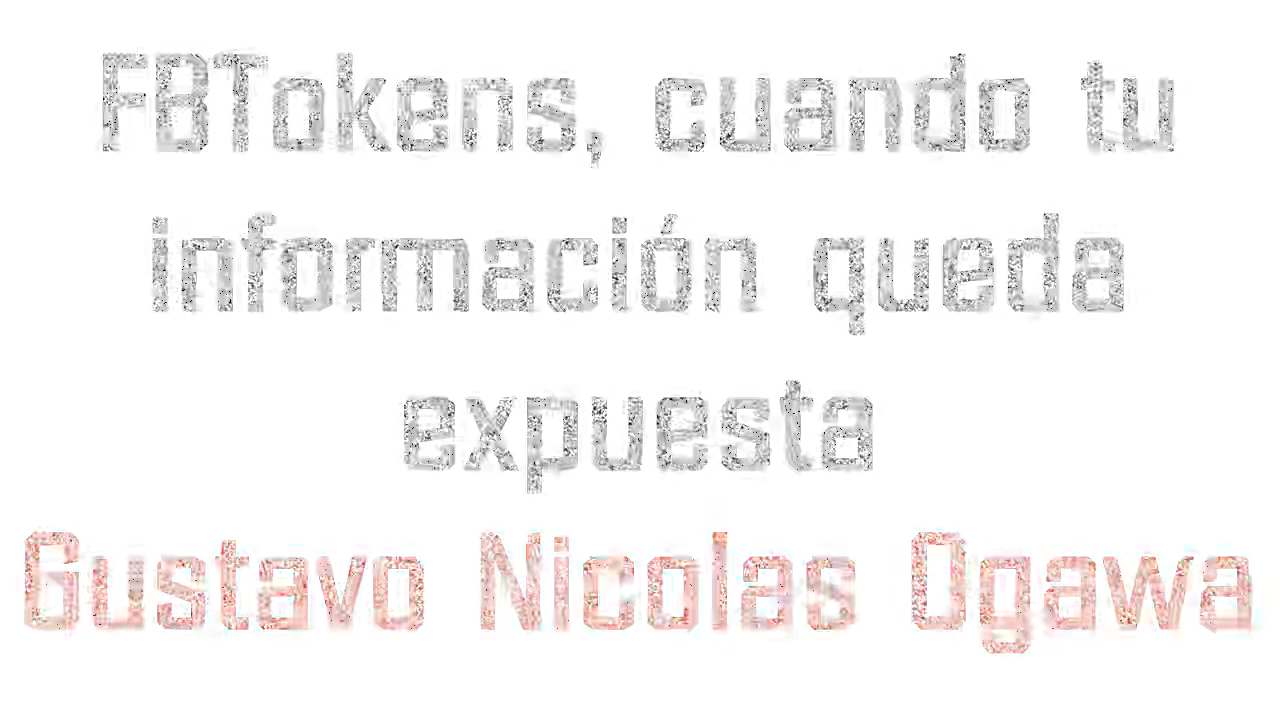 FBTokens, cuando tu
información queda
expuesta
Gustavo Nicolas Ogawa